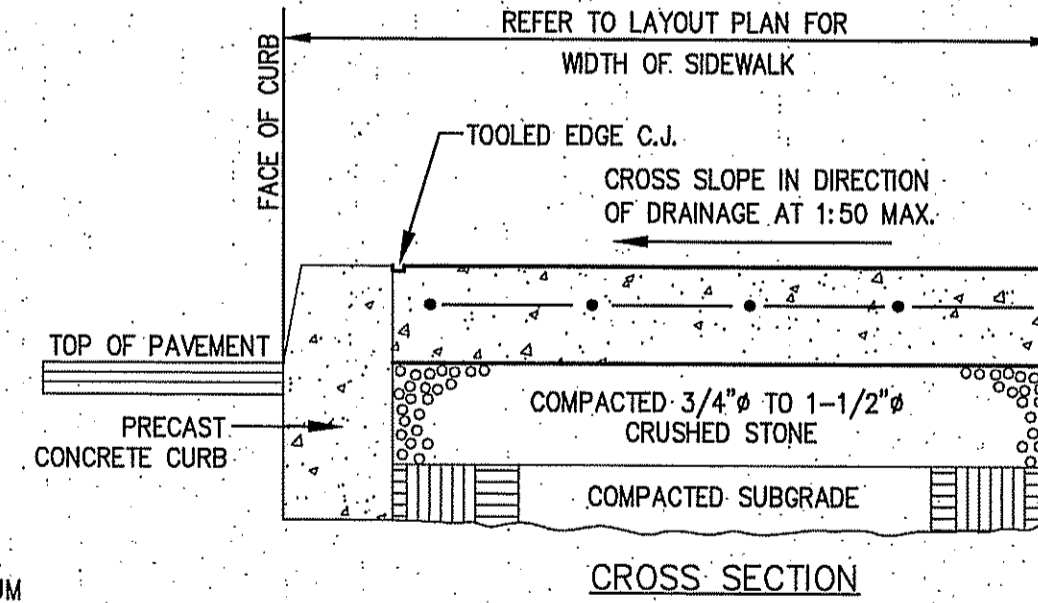 REFER TO LAYOUT PLAN FOR
WIDTH OF SIDEWALK
FACE OF CURB
TOOLED EDGE C.J.
CROSS SLOPE IN DIRECTION
OF DRAINAGE AT 1:50 MAX.
TOP OF PAVEMENT
PRECAST
CONCRETE CURB
COMPACTED 3/4"ø TO 1-1/2"ø
CRUSHED STONE
COMPACTED SUBGRADE
CROSS SECTION